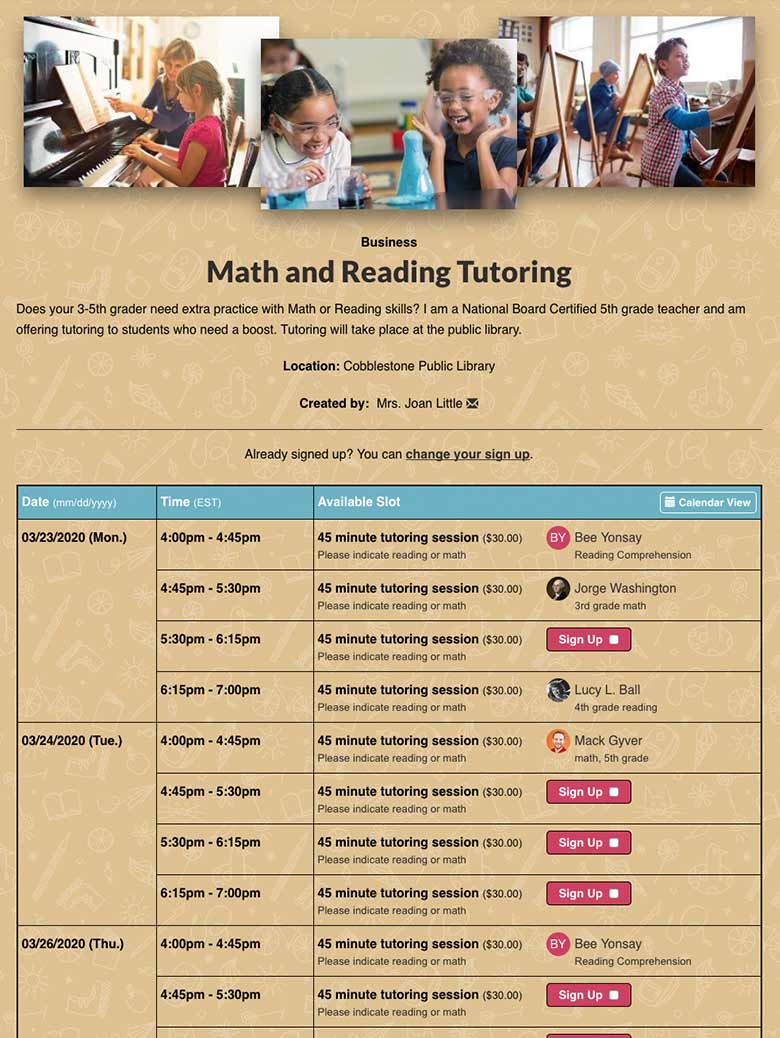 Business
Math and Reading Tutoring
Does your 3-5th grader need extra practice with Math or Reading skills? I am a National Board Certified 5th grade teacher and am
offering tutoring to students who need a boost. Tutoring will take place at the public library.
Location: Cobblestone Public Library
Created by: Mrs. Joan Little
Already signed up? You can change your sign up.
Date (mm/dd/yyyy) Time (EST) Available Slot Calendar View
03/23/2020 (Mon.) 4:00pm - 4:45pm 45 minute tutoring session ($30.00) BY Bee Yonsay
Please indicate reading or math Reading Comprehension
4:45pm - 5:30pm 45 minute tutoring session ($30.00) Jorge Washington
Please indicate reading or math 3rd grade math
5:30pm - 6:15pm 45 minute tutoring session ($30.00) Sign Up
Please indicate reading or math
6:15pm - 7:00pm 45 minute tutoring session ($30.00) Lucy L. Ball
Please indicate reading or math 4th grade reading
03/24/2020 (Tue.) 4:00pm - 4:45pm 45 minute tutoring session ($30.00) Mack Gyver
Please indicate reading or math math, 5th grade
4:45pm - 5:30pm 45 minute tutoring session ($30.00) Sign Up
Please indicate reading or math
5:30pm - 6:15pm 45 minute tutoring session ($30.00) Sign Up
Please indicate reading or math
6:15pm - 7:00pm 45 minute tutoring session ($30.00) Sign Up
Please indicate reading or math
03/26/2020 (Thu.) 4:00pm - 4:45pm 45 minute tutoring session ($30.00) BY Bee Yonsay
Please indicate reading or math Reading Comprehension
4:45pm - 5:30pm 45 minute tutoring session ($30.00) Sign Up
Please indicate reading or math